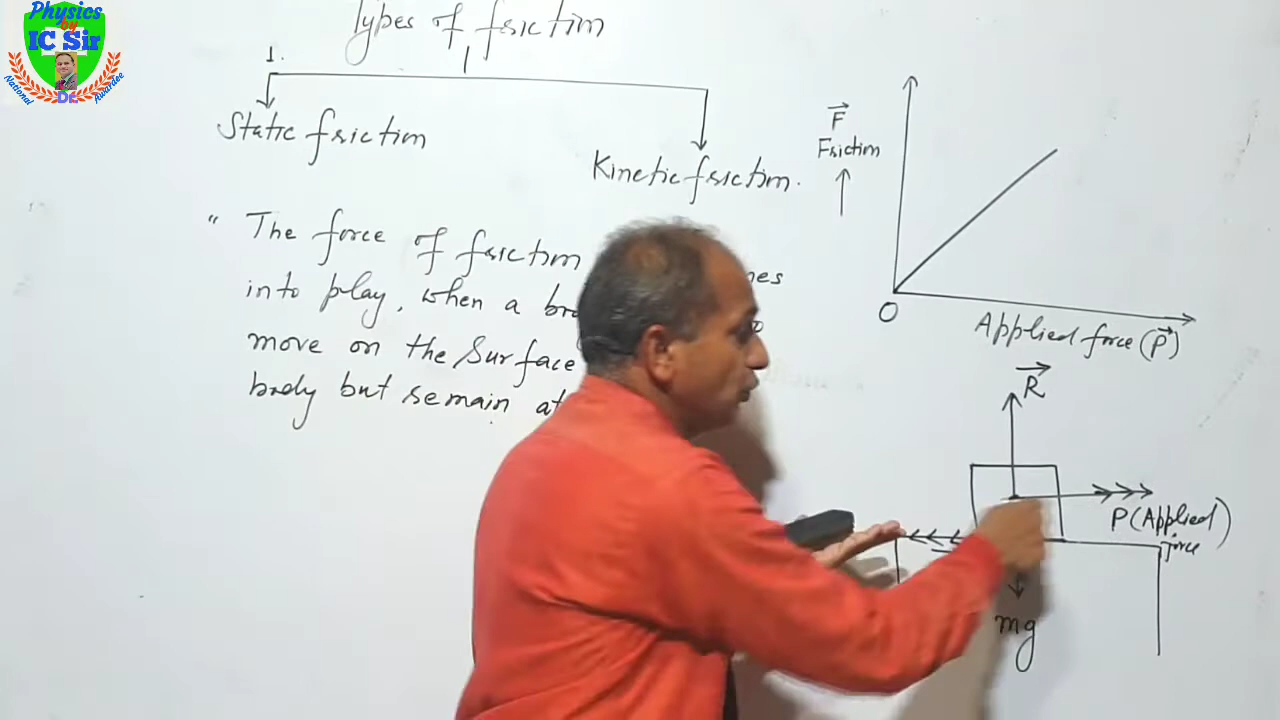 Physics
by
IC Sir
National
Awardee
DE
Types of friction
1.
Static friction
Kinetic friction.
" The force of friction
into play, when a
move on the surface
body but remain at
F
Friction
O
Applied force (P)
R
P (Applied)
force
mg